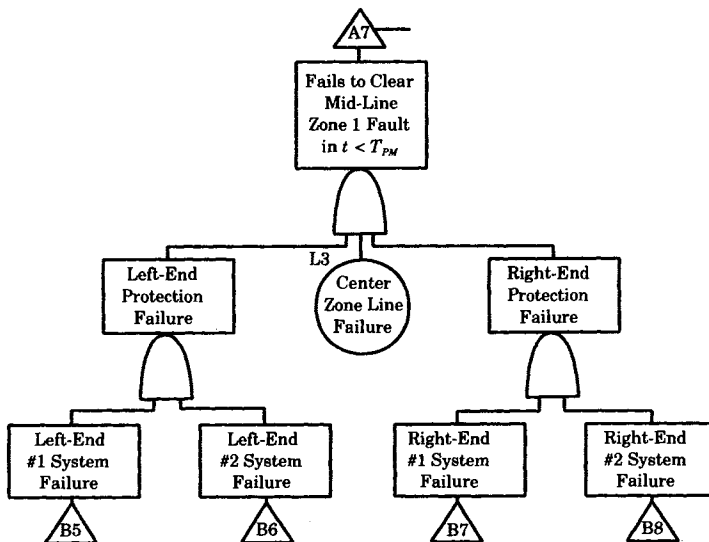 A7
Fails to Clear
Mid-Line
Zone 1 Fault
in t < T_PM
L3
Left-End
Protection
Failure
Center
Zone Line
Failure
Right-End
Protection
Failure
Left-End
#1 System
Failure
Left-End
#2 System
Failure
Right-End
#1 System
Failure
Right-End
#2 System
Failure
B5
B6
B7
B8